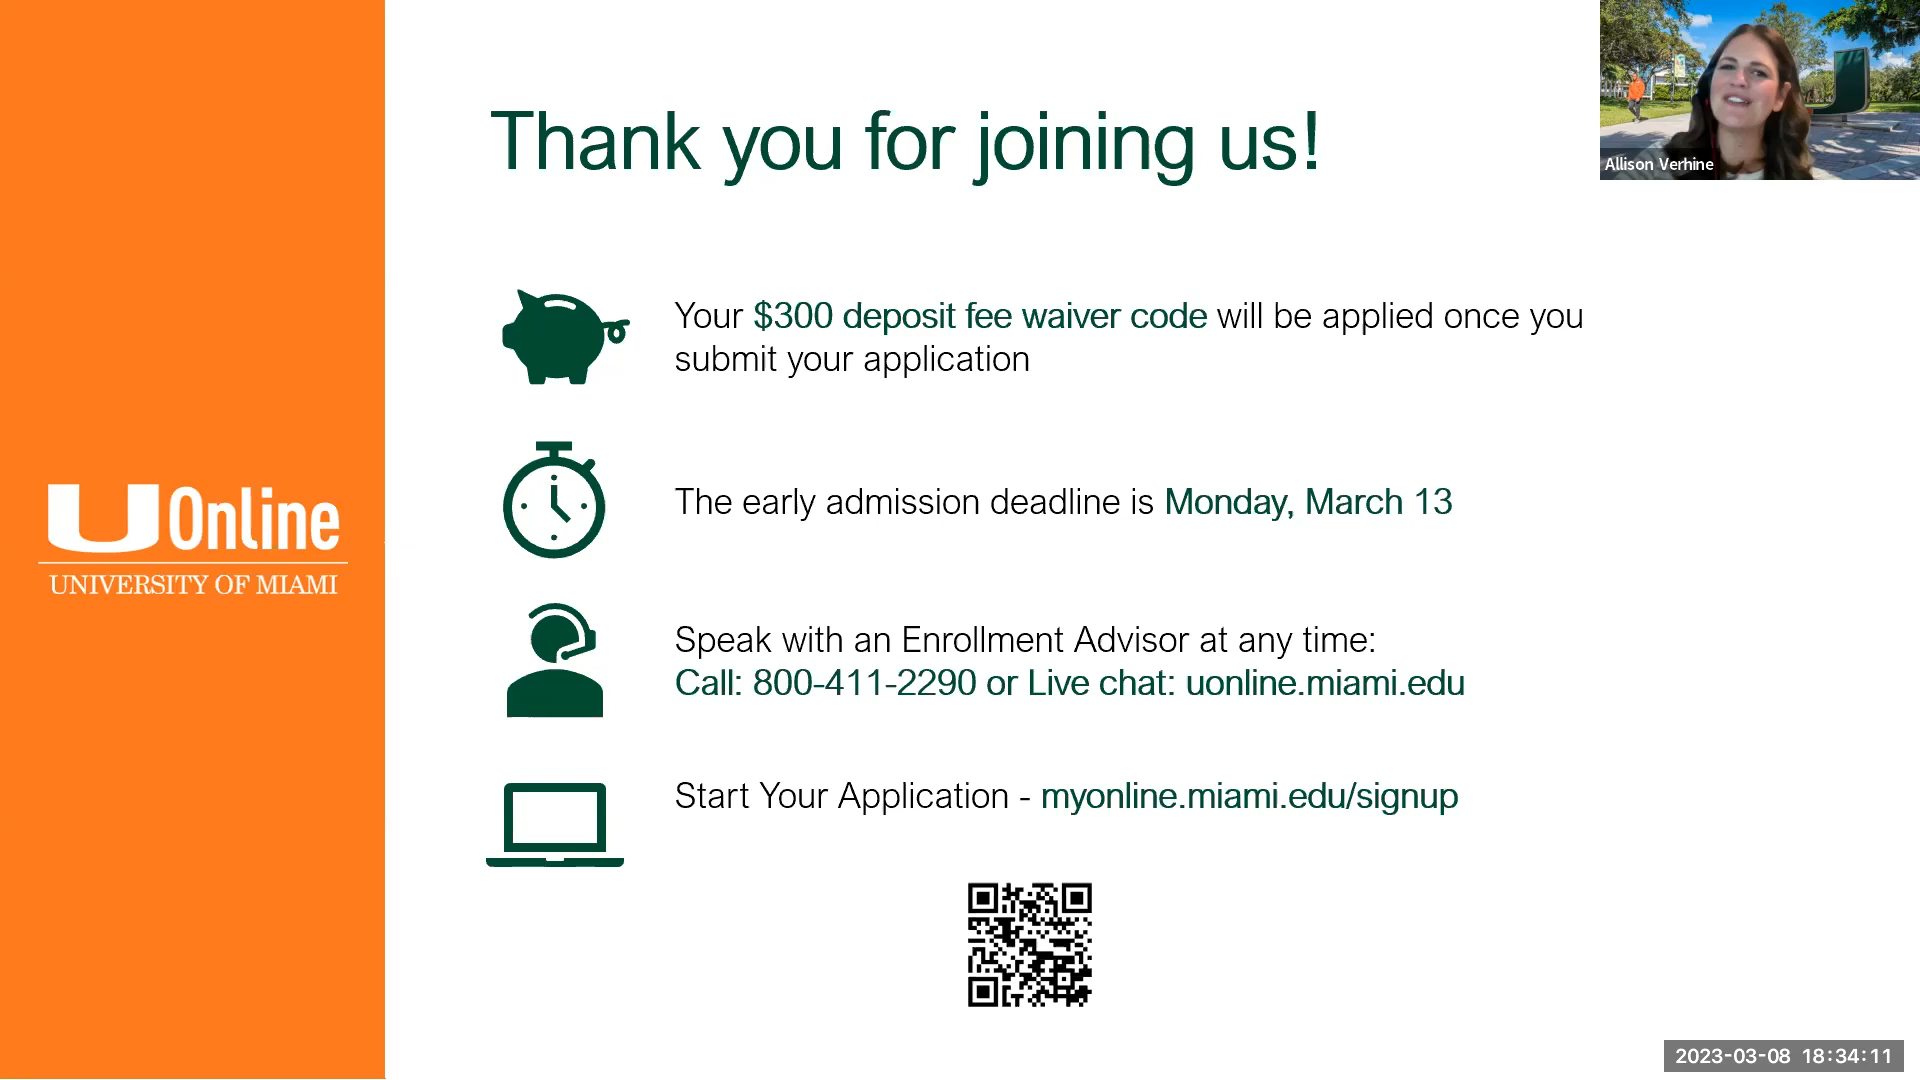 Thank you for joining us!
Allison Verhine
Your $300 deposit fee waiver code will be applied once you
submit your application
The early admission deadline is Monday, March 13
U Online
UNIVERSITY OF MIAMI
Speak with an Enrollment Advisor at any time:
Call: 800-411-2290 or Live chat: uonline.miami.edu
Start Your Application - myonline.miami.edu/signup
2023-03-08 18:34:11